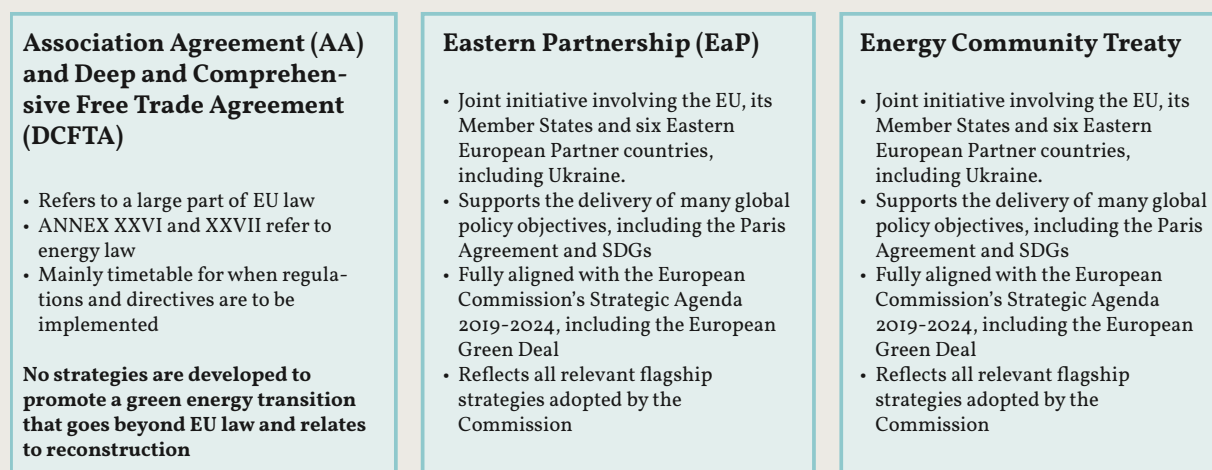 Association Agreement (AA)
and Deep and Comprehen-
sive Free Trade Agreement
(DCFTA)
• Refers to a large part of EU law
• ANNEX XXVI and XXVII refer to
energy law
• Mainly timetable for when regula-
tions and directives are to be
implemented
No strategies are developed to
promote a green energy transition
that goes beyond EU law and relates
to reconstruction
Eastern Partnership (EaP)
• Joint initiative involving the EU, its
Member States and six Eastern
European Partner countries,
including Ukraine.
• Supports the delivery of many global
policy objectives, including the Paris
Agreement and SDGs
• Fully aligned with the European
Commission’s Strategic Agenda
2019-2024, including the European
Green Deal
• Reflects all relevant flagship
strategies adopted by the
Commission
Energy Community Treaty
• Joint initiative involving the EU, its
Member States and six Eastern
European Partner countries,
including Ukraine.
• Supports the delivery of many global
policy objectives, including the Paris
Agreement and SDGs
• Fully aligned with the European
Commission’s Strategic Agenda
2019-2024, including the European
Green Deal
• Reflects all relevant flagship
strategies adopted by the
Commission